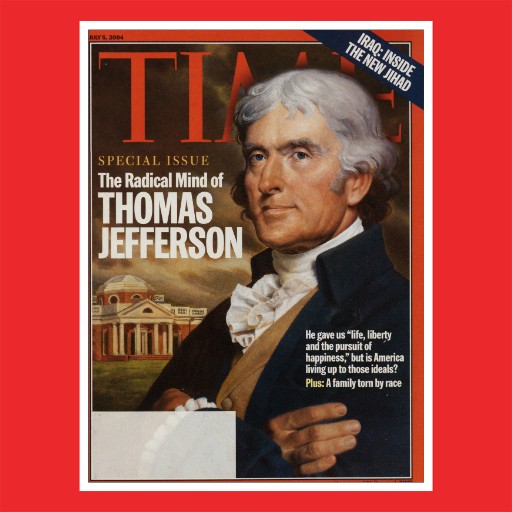 JULY 5, 2004
IRAQ: INSIDE
THE NEW JIHAD
TIME
SPECIAL ISSUE
The Radical Mind of
THOMAS
JEFFERSON
He gave us "life, liberty
and the pursuit of
happiness," but is America
living up to those ideals?
Plus: A family torn by race